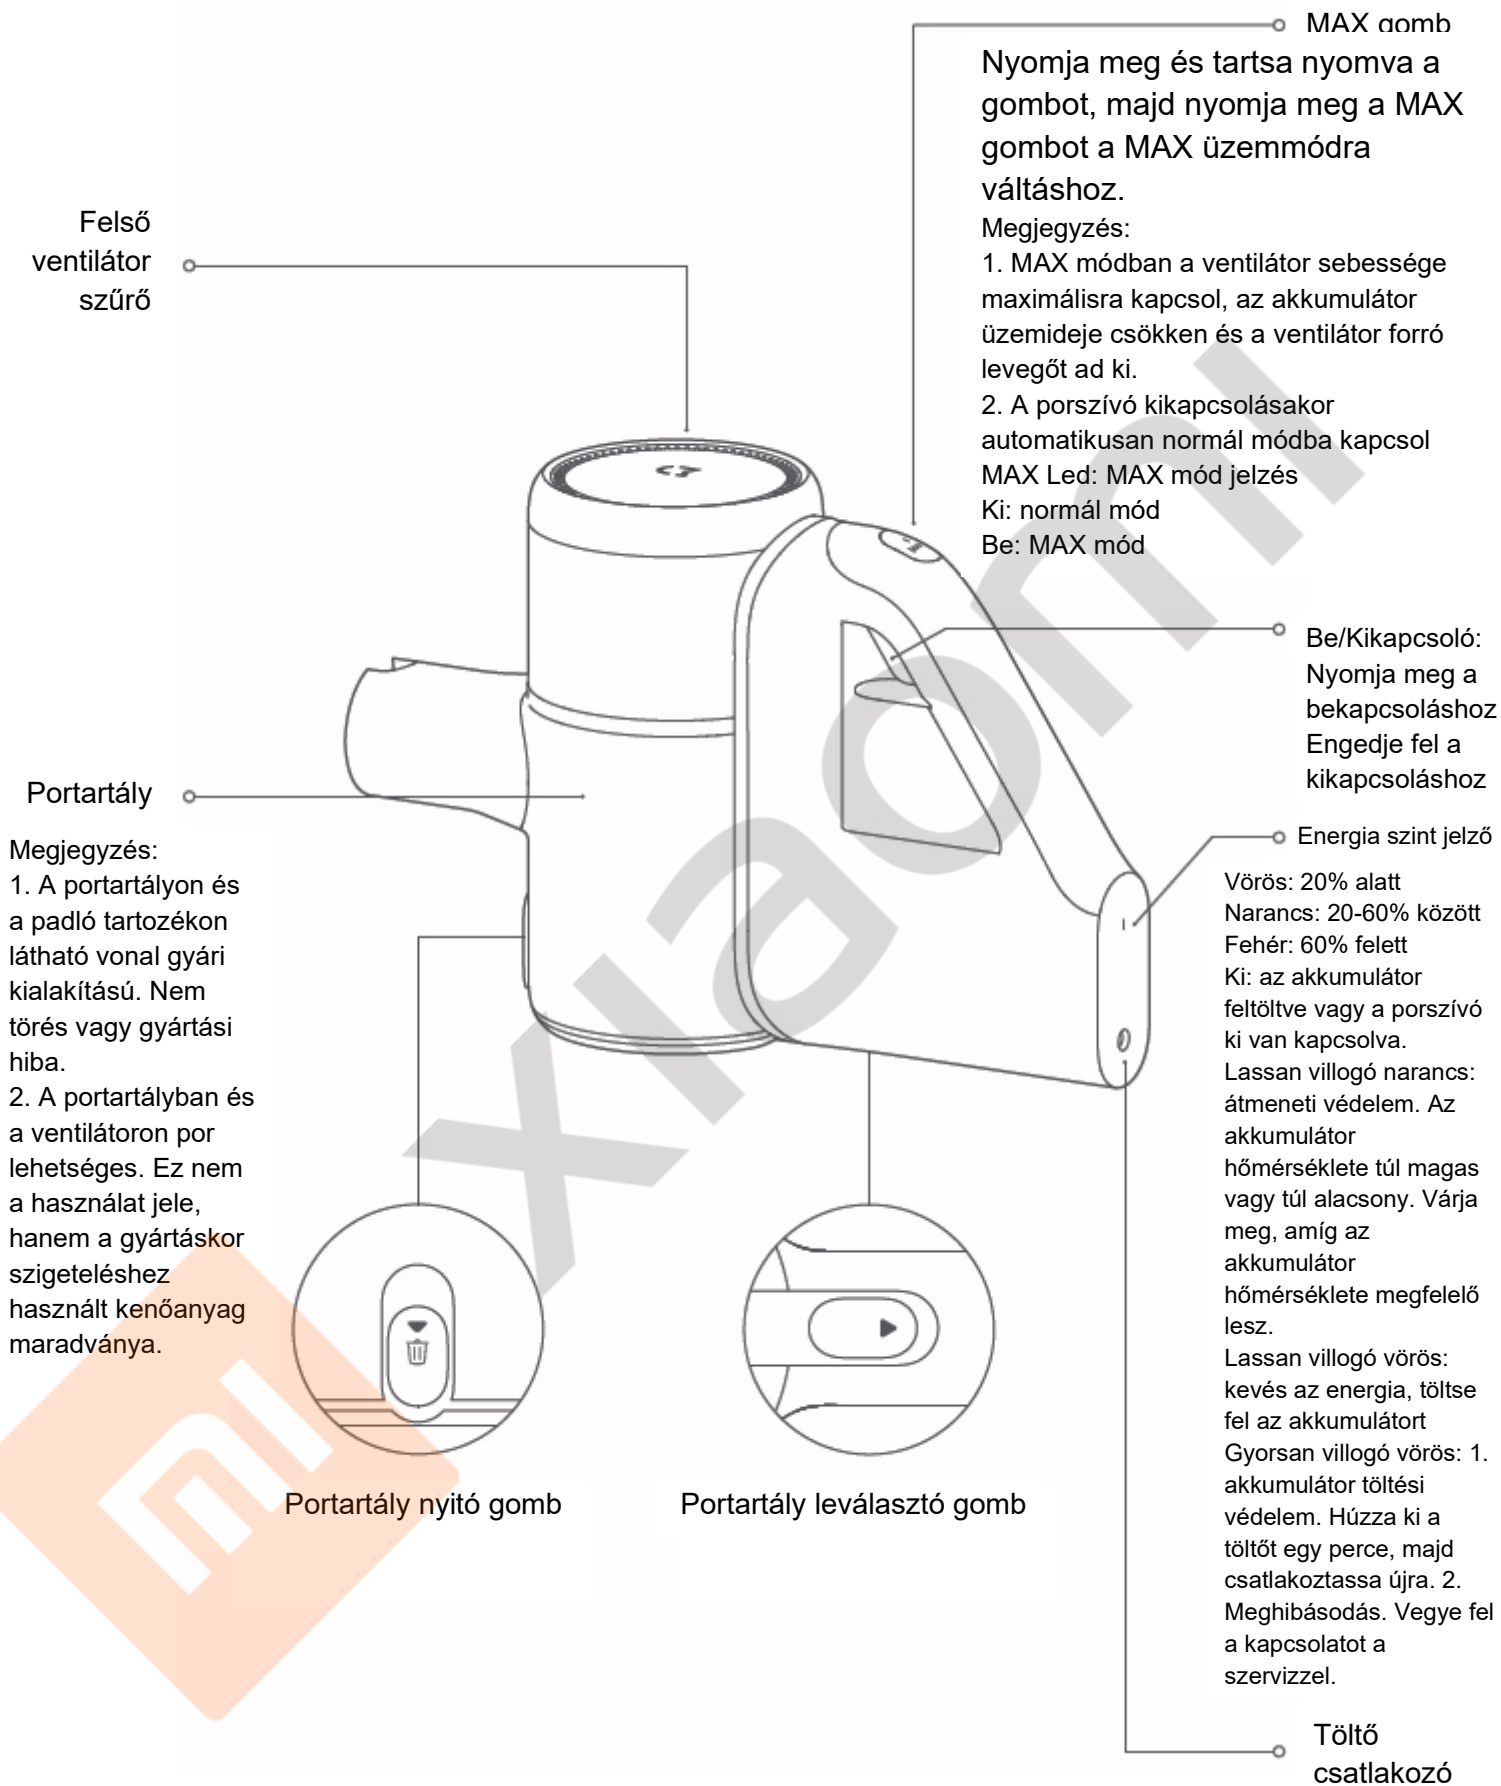 MAX gomb
Nyomja meg és tartsa nyomva a
gombot, majd nyomja meg a MAX
gombot a MAX üzemmódra
váltáshoz.
Megjegyzés:
1. MAX módban a ventilátor sebessége
maximálisra kapcsol, az akkumulátor
üzemideje csökken és a ventilátor forró
levegőt ad ki.
2. A porszívó kikapcsolásakor
automatikusan normál módba kapcsol
MAX Led: MAX mód jelzés
Ki: normál mód
Be: MAX mód
Felső
ventilátor
szűrő
Be/Kikapcsoló:
Nyomja meg a
bekapcsoláshoz
Engedje fel a
kikapcsoláshoz
Portartály
Megjegyzés:
1. A portartályon és
a padló tartozékon
látható vonal gyári
kialakítású. Nem
törés vagy gyártási
hiba.
2. A portartályban és
a ventilátoron por
lehetséges. Ez nem
a használat jele,
hanem a gyártáskor
szigeteléshez
használt kenőanyag
maradványa.
Energia szint jelző
Vörös: 20% alatt
Narancs: 20-60% között
Fehér: 60% felett
Ki: az akkumulátor
feltöltve vagy a porszívó
ki van kapcsolva.
Lassan villogó narancs:
átmeneti védelem. Az
akkumulátor
hőmérséklete túl magas
vagy túl alacsony. Várja
meg, amíg az
akkumulátor
hőmérséklete megfelelő
lesz.
Lassan villogó vörös:
kevés az energia, töltse
fel az akkumulátort
Gyorsan villogó vörös: 1.
akkumulátor töltési
védelem. Húzza ki a
töltőt egy perce, majd
csatlakoztassa újra. 2.
Meghibásodás. Vegye fel
a kapcsolatot a
szervizzel.
Portartály nyitó gomb
Portartály leválasztó gomb
Töltő
csatlakozó
xiaomi
mi